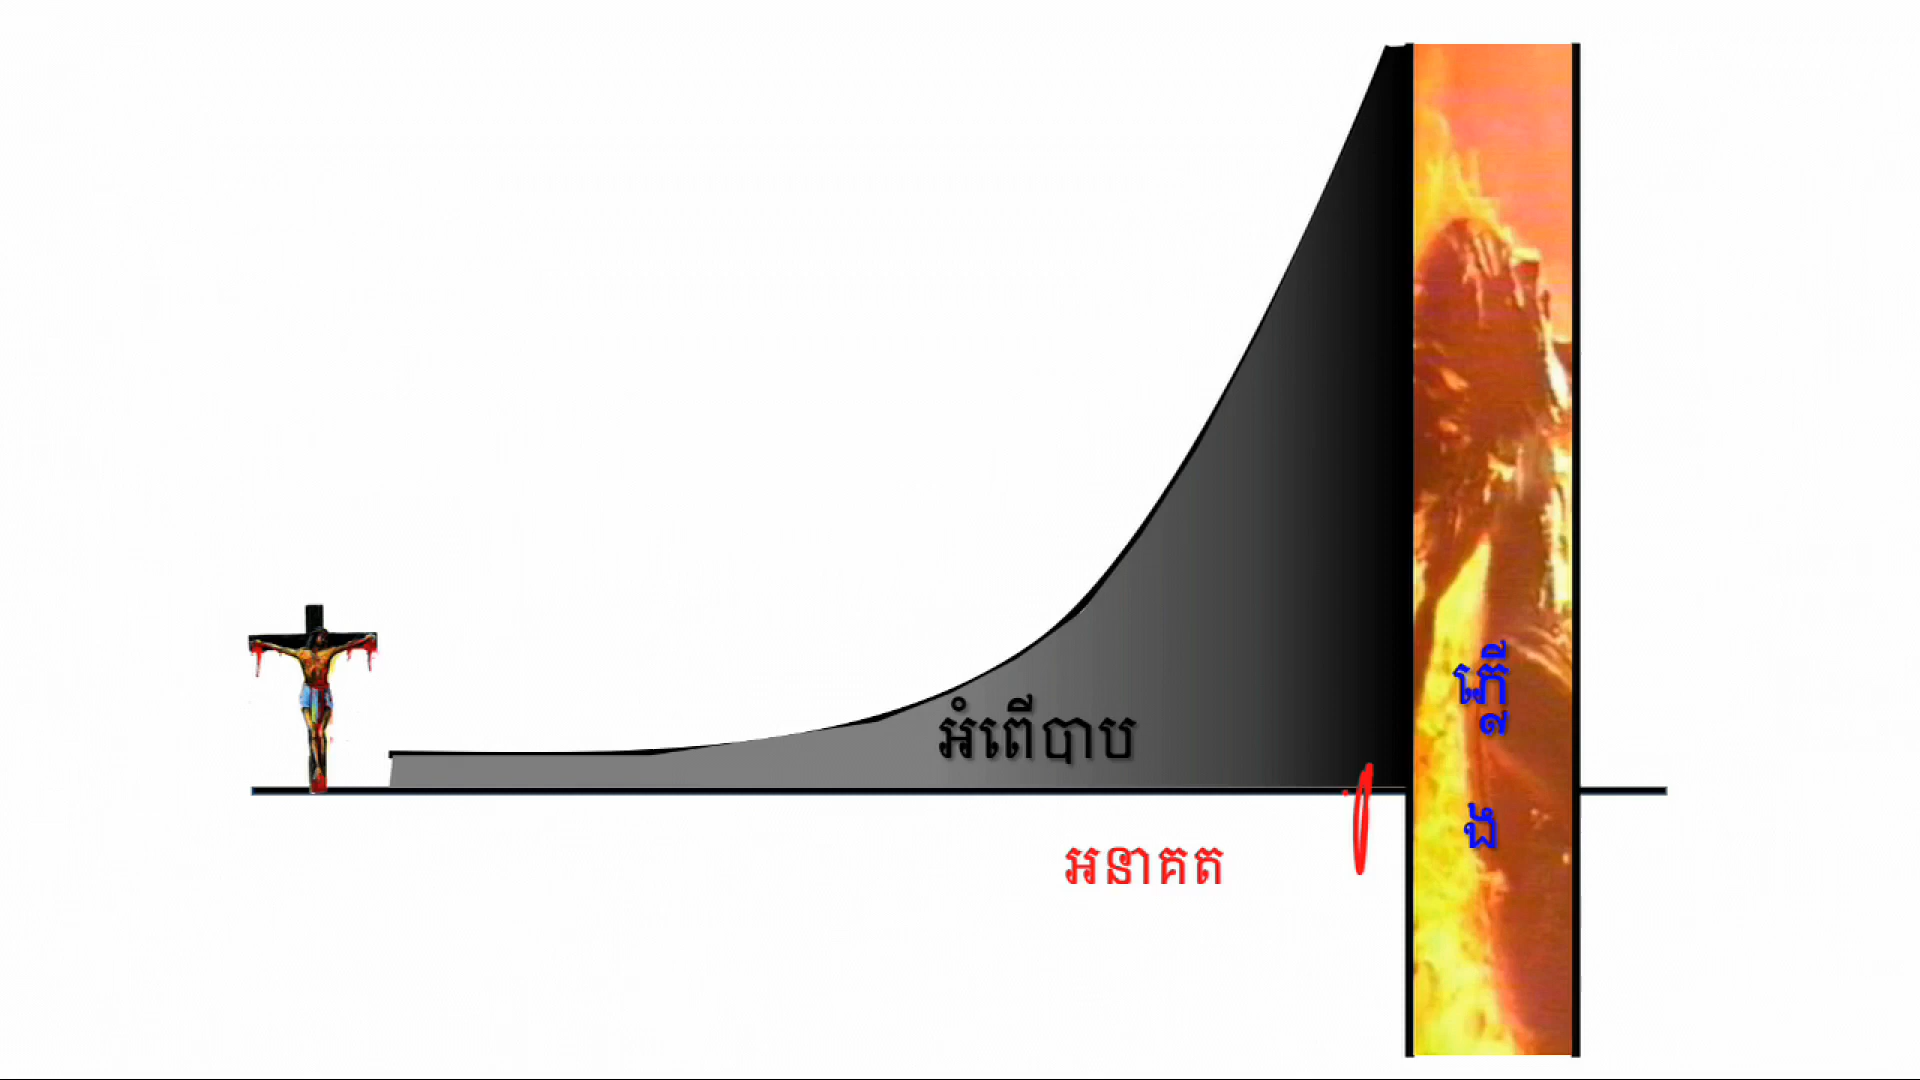 អំពើបាប
ភ្លើ
ង
អនាគត